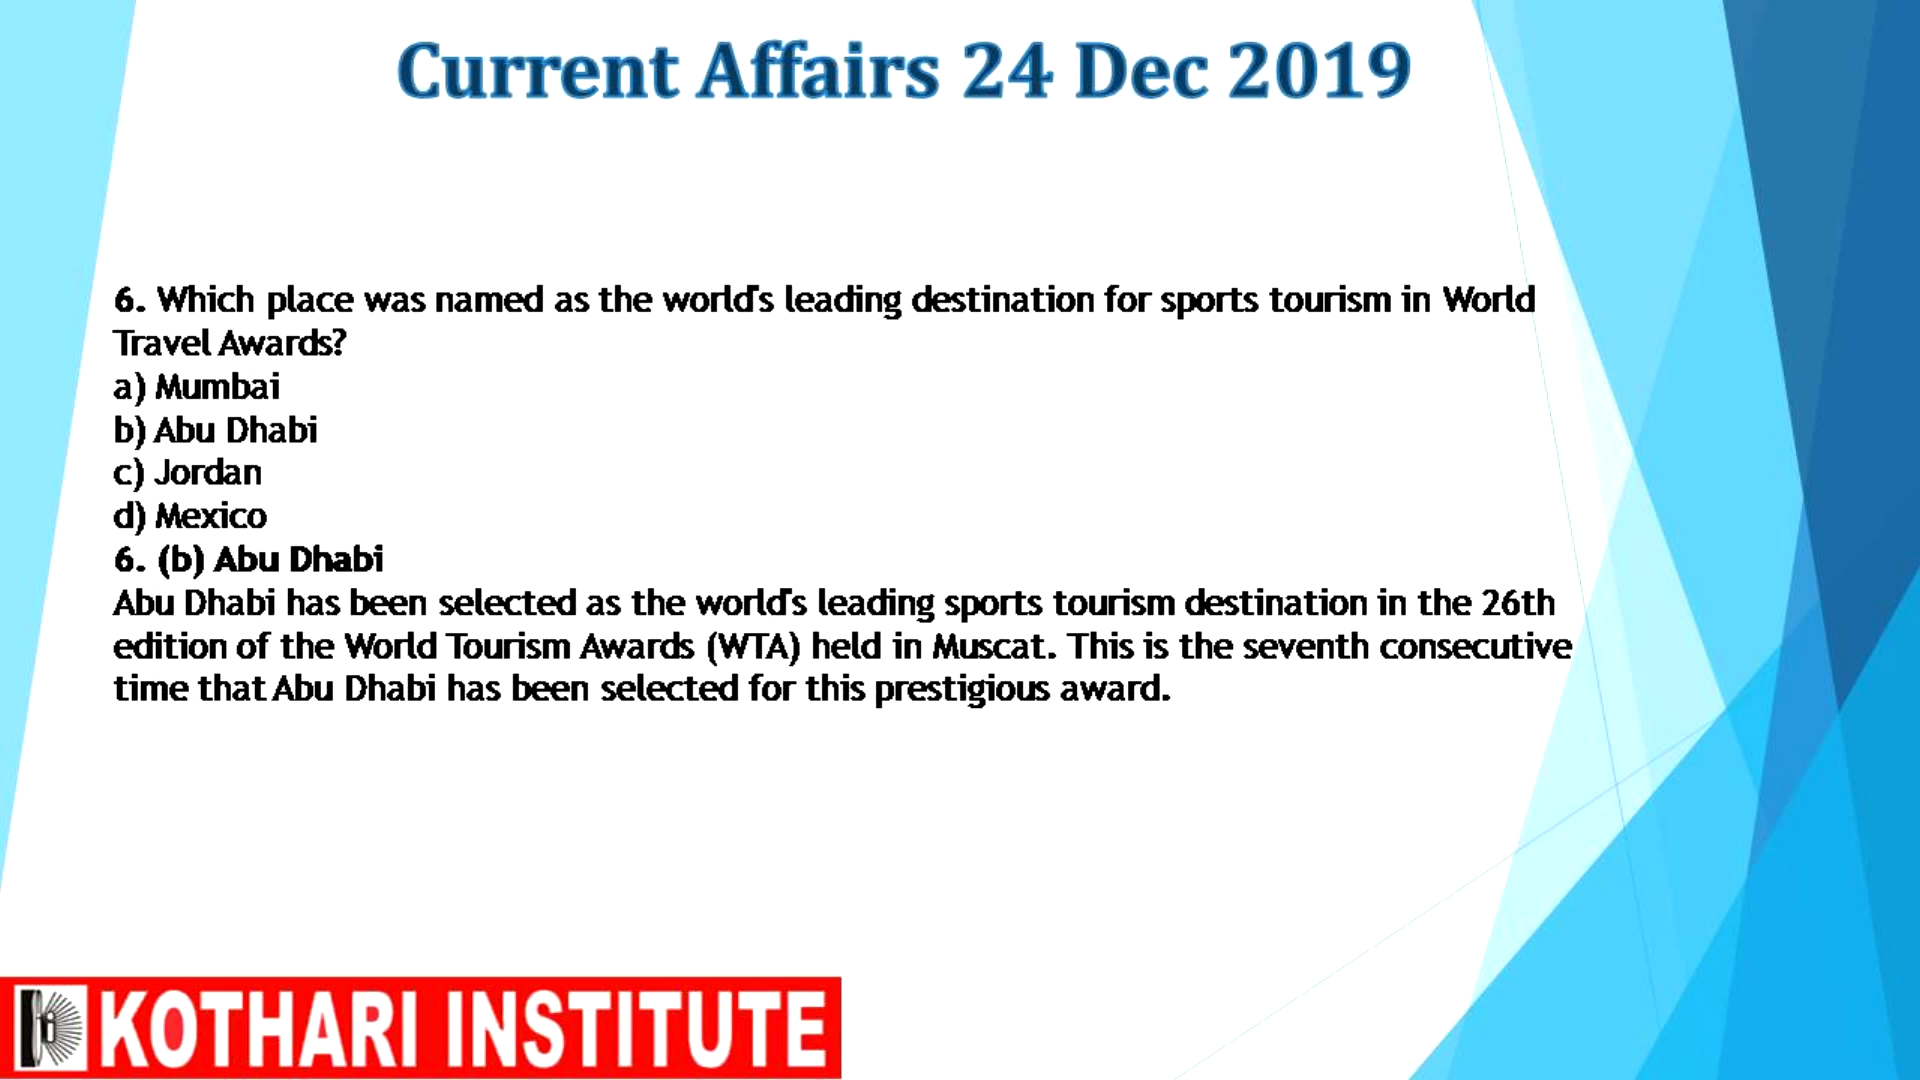 Current Affairs 24 Dec 2019
6. Which place was named as the world's leading destination for sports tourism in World
Travel Awards?
a) Mumbai
b) Abu Dhabi
c) Jordan
d) Mexico
6. (b) Abu Dhabi
Abu Dhabi has been selected as the world's leading sports tourism destination in the 26th
edition of the World Tourism Awards (WTA) held in Muscat. This is the seventh consecutive
time that Abu Dhabi has been selected for this prestigious award.
KOTHARI INSTITUTE